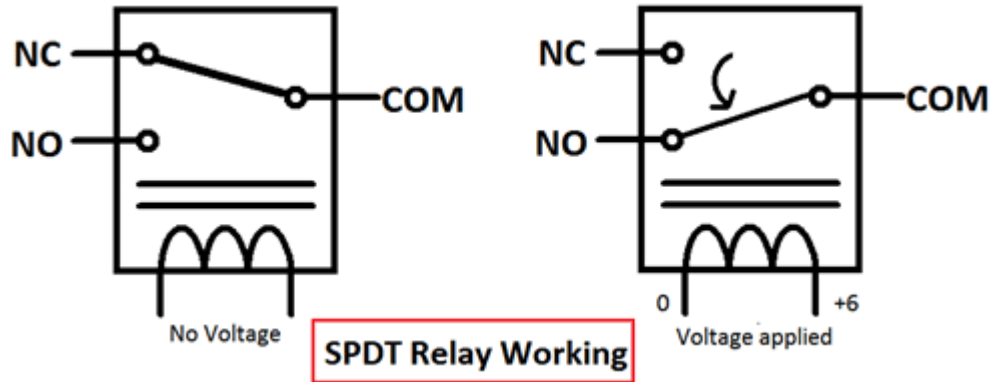 NC
COM
NO
No Voltage
NC
COM
NO
0
+6
Voltage applied
SPDT Relay Working